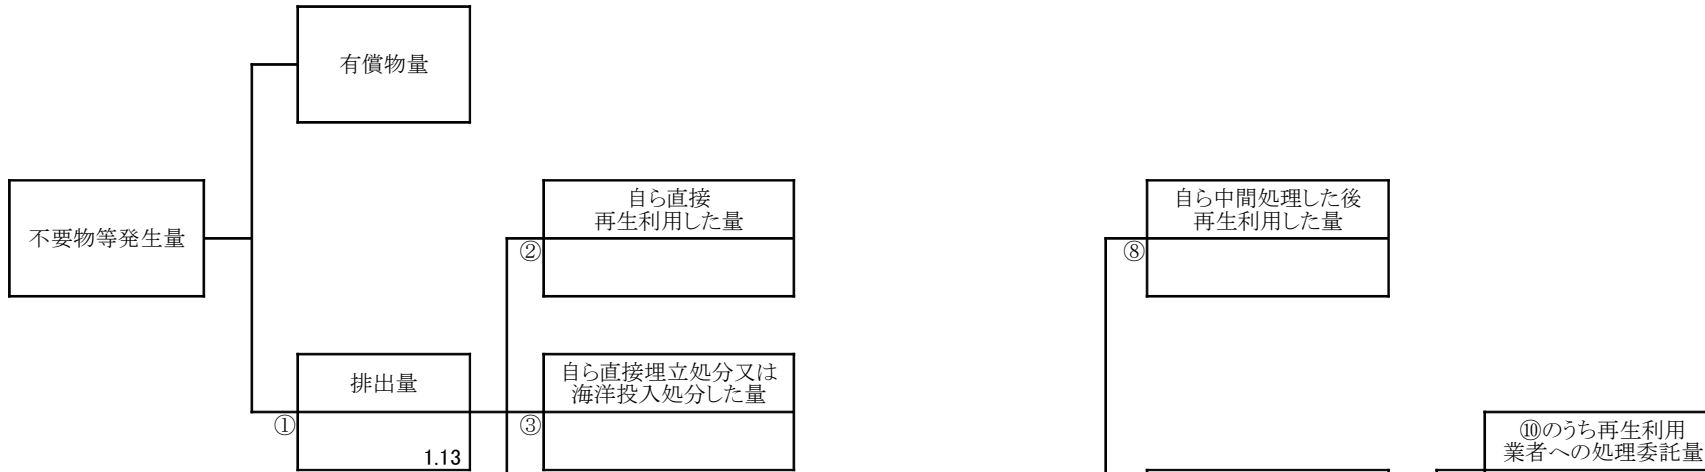 有償物量
不要物等発生量
自ら直接
再生利用した量
②
自ら中間処理した後
再生利用した量
⑧
排出量
①
1.13
自ら直接埋立処分又は
海洋投入処分した量
③
⑩のうち再生利用
業者への処理委託量